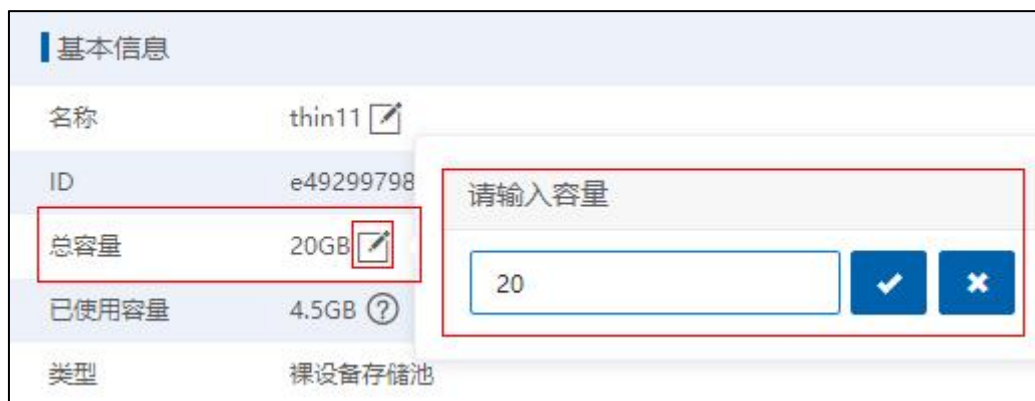 基本信息
名称 thin11
ID e49299798
请输入容量
总容量 20GB
20
已使用容量 4.5GB ?
类型 裸设备存储池